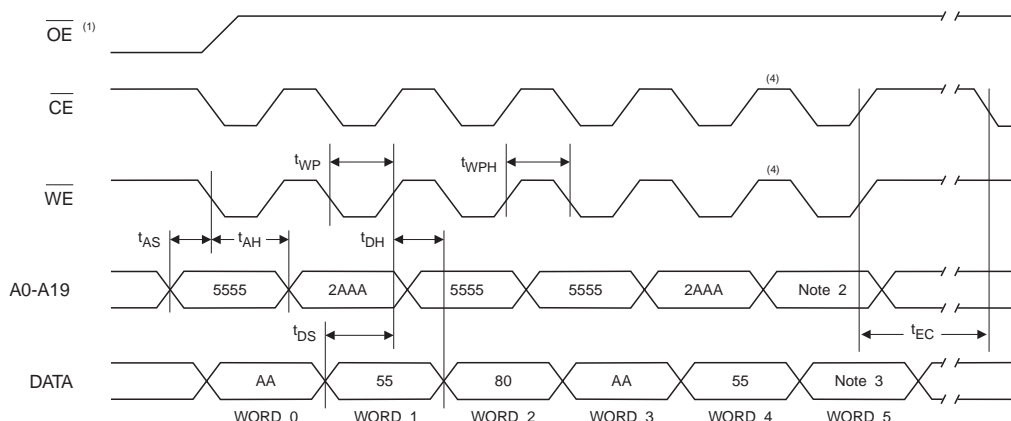 OE (1)
CE
(4)
tWP
tWPH
WE
(4)
tAS
tAH
tDH
A0-A19
5555
2AAA
5555
5555
2AAA
Note 2
tDS
tEC
DATA
AA
55
80
AA
55
Note 3
WORD 0
WORD 1
WORD 2
WORD 3
WORD 4
WORD 5